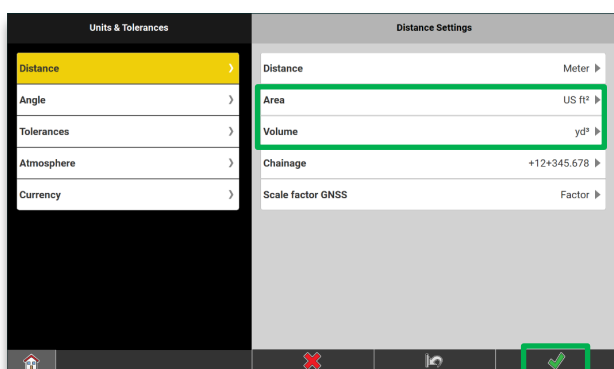 Units & Tolerances
Distance Settings
Distance
Angle
Tolerances
Atmosphere
Currency
Distance Meter
Area US ft²
Volume yd³
Chainage +12+345.678
Scale factor GNSS Factor